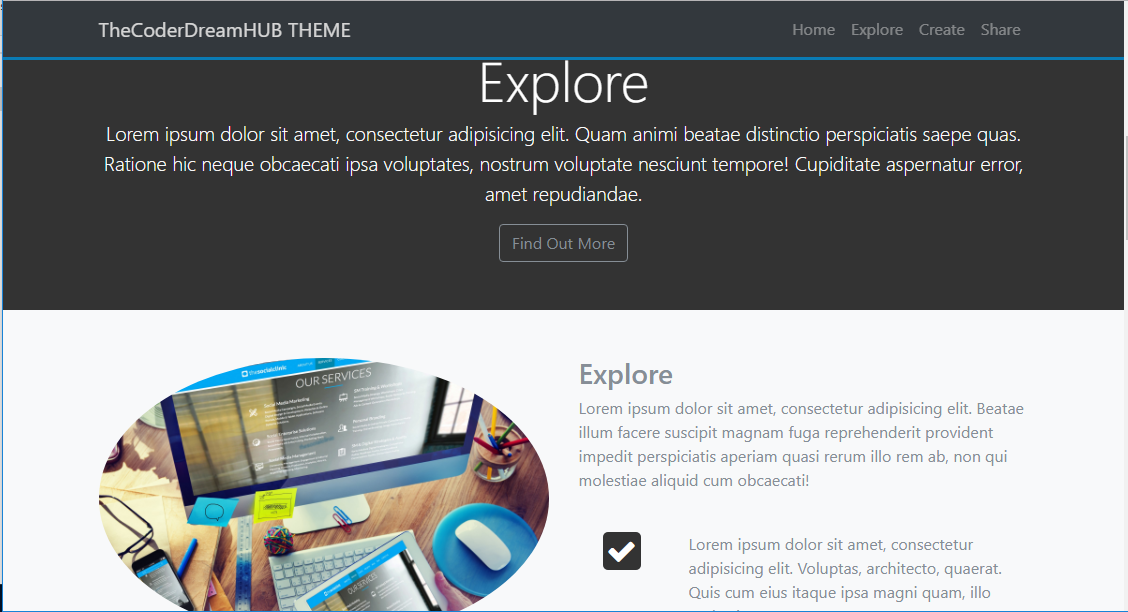 TheCoderDreamHUB THEME
Home Explore Create Share
Explore
Lorem ipsum dolor sit amet, consectetur adipisicing elit. Quam animi beatae distinctio perspiciatis saepe quas.
Ratione hic neque obcaecati ipsa voluptates, nostrum voluptate nesciunt tempore! Cupiditate aspernatur error,
amet repudiandae.
Find Out More
thesocialclinic
OUR SERVICES
Social Media Marketing
Explore
Lorem ipsum dolor sit amet, consectetur adipisicing elit. Beatae
illum facere suscipit magnam fuga reprehenderit provident
impedit perspiciatis aperiam quasi rerum illo rem ab, non qui
molestiae aliquid cum obcaecati!
Lorem ipsum dolor sit amet, consectetur
adipisicing elit. Voluptas, architecto, quaerat.
Quis cum eius itaque ipsa magni quam, illo